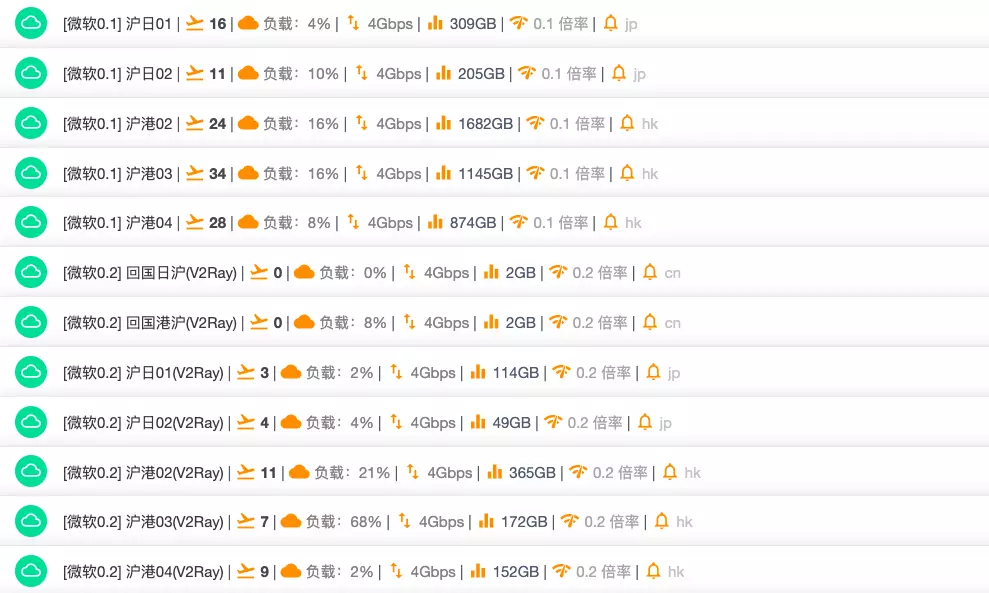 [微软0.1] 沪日01 | 16 | 负载：4% | 4Gbps | 309GB | 0.1 倍率 | jp
[微软0.1] 沪日02 | 11 | 负载：10% | 4Gbps | 205GB | 0.1 倍率 | jp
[微软0.1] 沪港02 | 24 | 负载：16% | 4Gbps | 1682GB | 0.1 倍率 | hk
[微软0.1] 沪港03 | 34 | 负载：16% | 4Gbps | 1145GB | 0.1 倍率 | hk
[微软0.1] 沪港04 | 28 | 负载：8% | 4Gbps | 874GB | 0.1 倍率 | hk
[微软0.2] 回国日沪(V2Ray) | 0 | 负载：0% | 4Gbps | 2GB | 0.2 倍率 | cn
[微软0.2] 回国港沪(V2Ray) | 0 | 负载：8% | 4Gbps | 2GB | 0.2 倍率 | cn
[微软0.2] 沪日01(V2Ray) | 3 | 负载：2% | 4Gbps | 114GB | 0.2 倍率 | jp
[微软0.2] 沪日02(V2Ray) | 4 | 负载：4% | 4Gbps | 49GB | 0.2 倍率 | jp
[微软0.2] 沪港02(V2Ray) | 11 | 负载：21% | 4Gbps | 365GB | 0.2 倍率 | hk
[微软0.2] 沪港03(V2Ray) | 7 | 负载：68% | 4Gbps | 172GB | 0.2 倍率 | hk
[微软0.2] 沪港04(V2Ray) | 9 | 负载：2% | 4Gbps | 152GB | 0.2 倍率 | hk